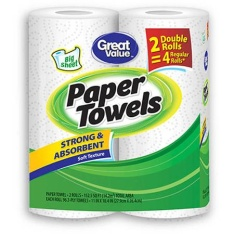 Great
Value
Big
Sheet
2 Double
Rolls
=4 Regular
Rolls*
Paper
Towels
STRONG &
ABSORBENT
Soft Texture